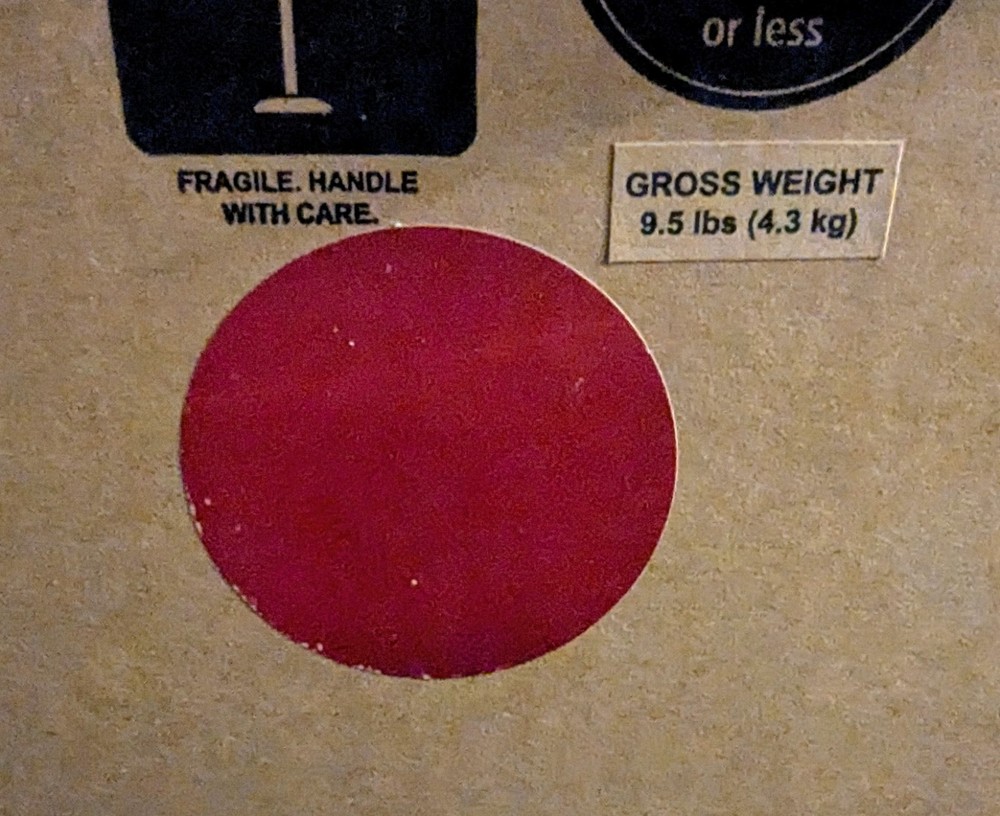 or less
FRAGILE. HANDLE
WITH CARE.
GROSS WEIGHT
9.5 lbs (4.3 kg)